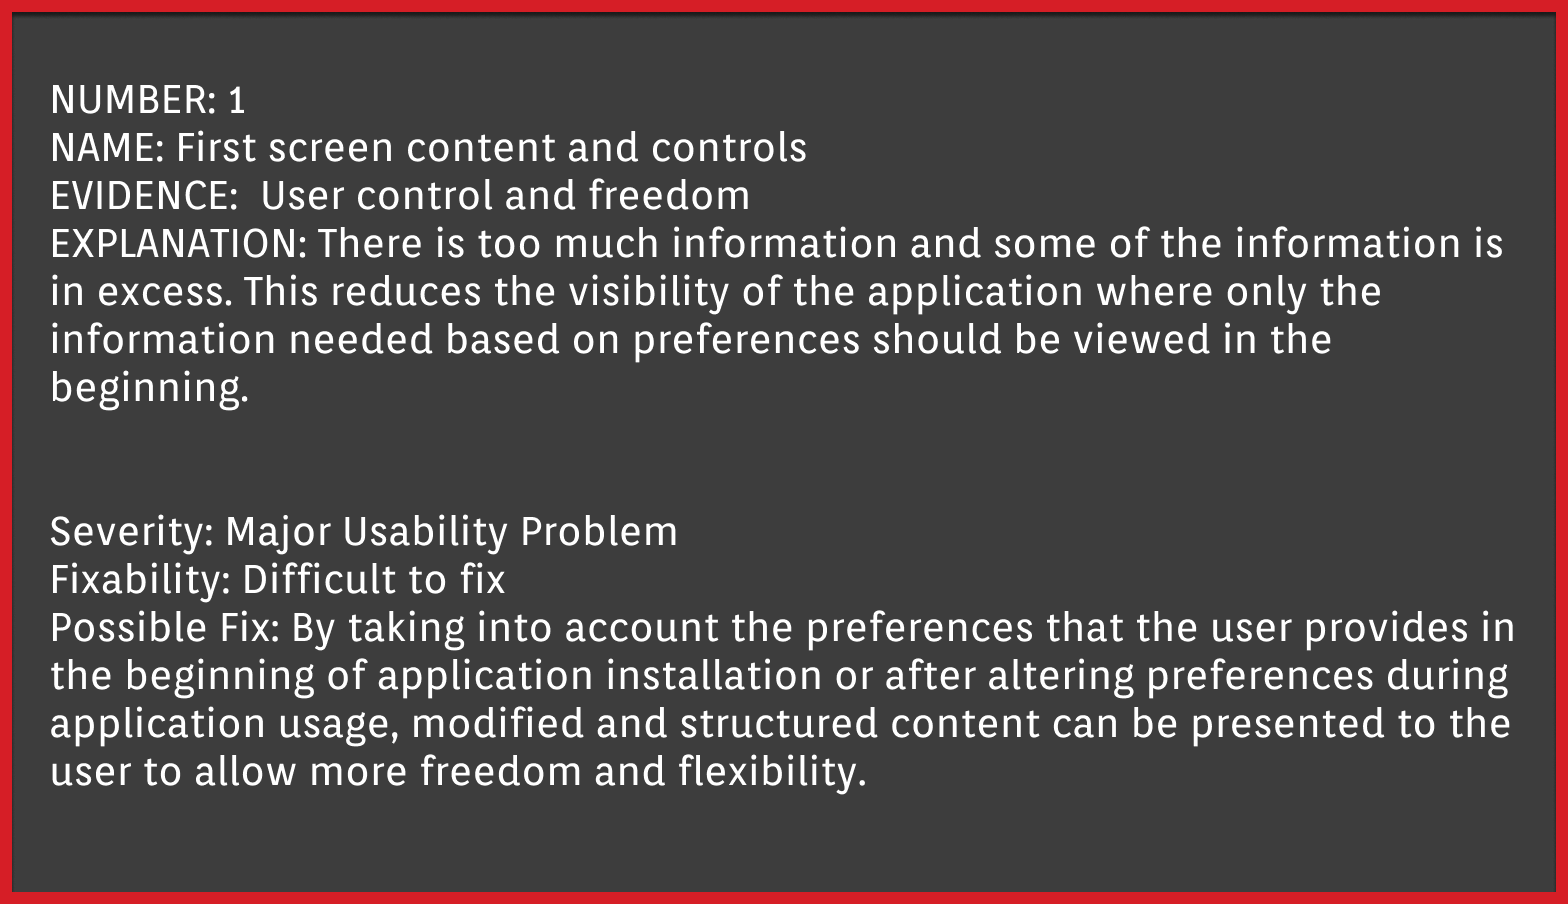 NUMBER: 1
NAME: First screen content and controls
EVIDENCE:  User control and freedom
EXPLANATION: There is too much information and some of the information is
in excess. This reduces the visibility of the application where only the
information needed based on preferences should be viewed in the
beginning.
Severity: Major Usability Problem
Fixability: Difficult to fix
Possible Fix: By taking into account the preferences that the user provides in
the beginning of application installation or after altering preferences during
application usage, modified and structured content can be presented to the
user to allow more freedom and flexibility.